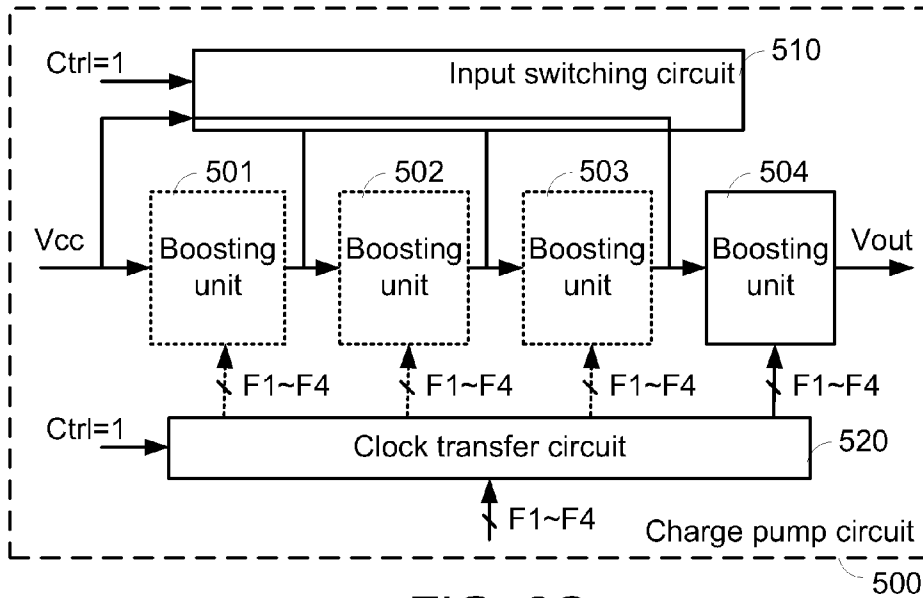 Ctrl=1
510
Input switching circuit
501
502
503
504
Vcc
Boosting
unit
Boosting
unit
Boosting
unit
Boosting
unit
Vout
F1~F4
F1~F4
F1~F4
F1~F4
Ctrl=1
Clock transfer circuit
520
F1~F4
Charge pump circuit
500